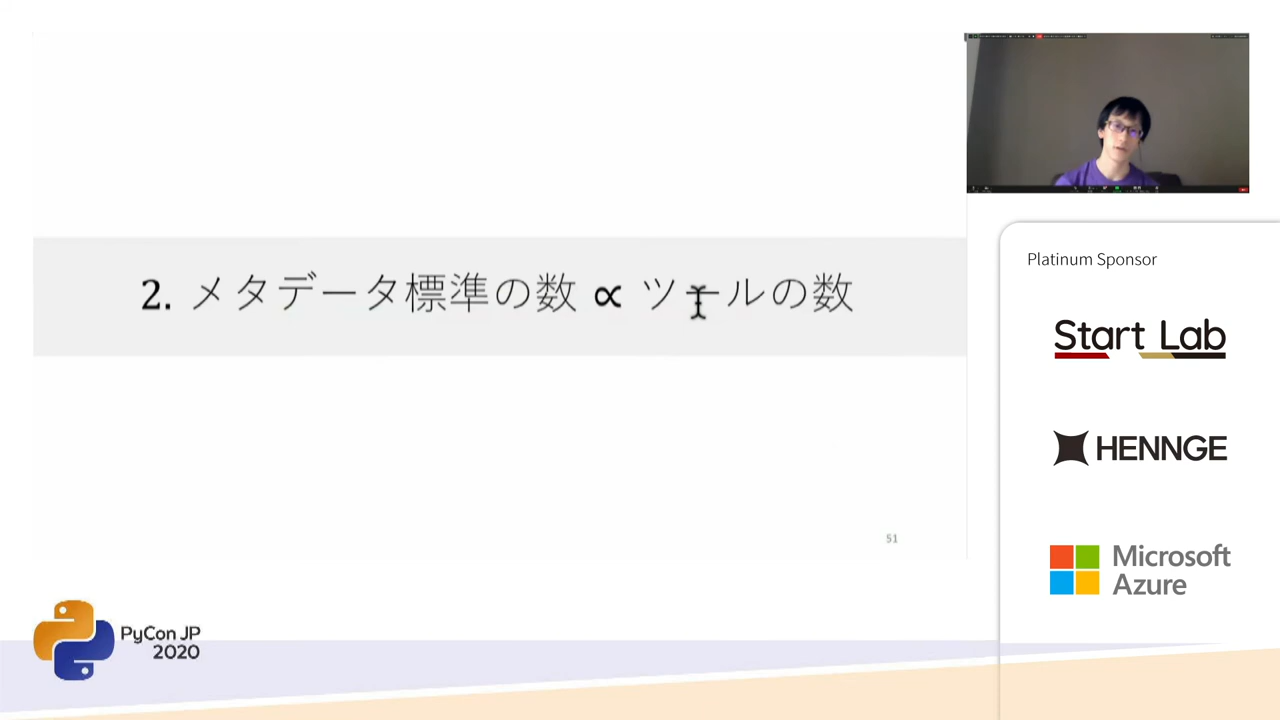 2. メタデータ標準の数 ∝ ツールの数
51
Platinum Sponsor
Start Lab
HENNGE
Microsoft
Azure
PyCon JP
2020